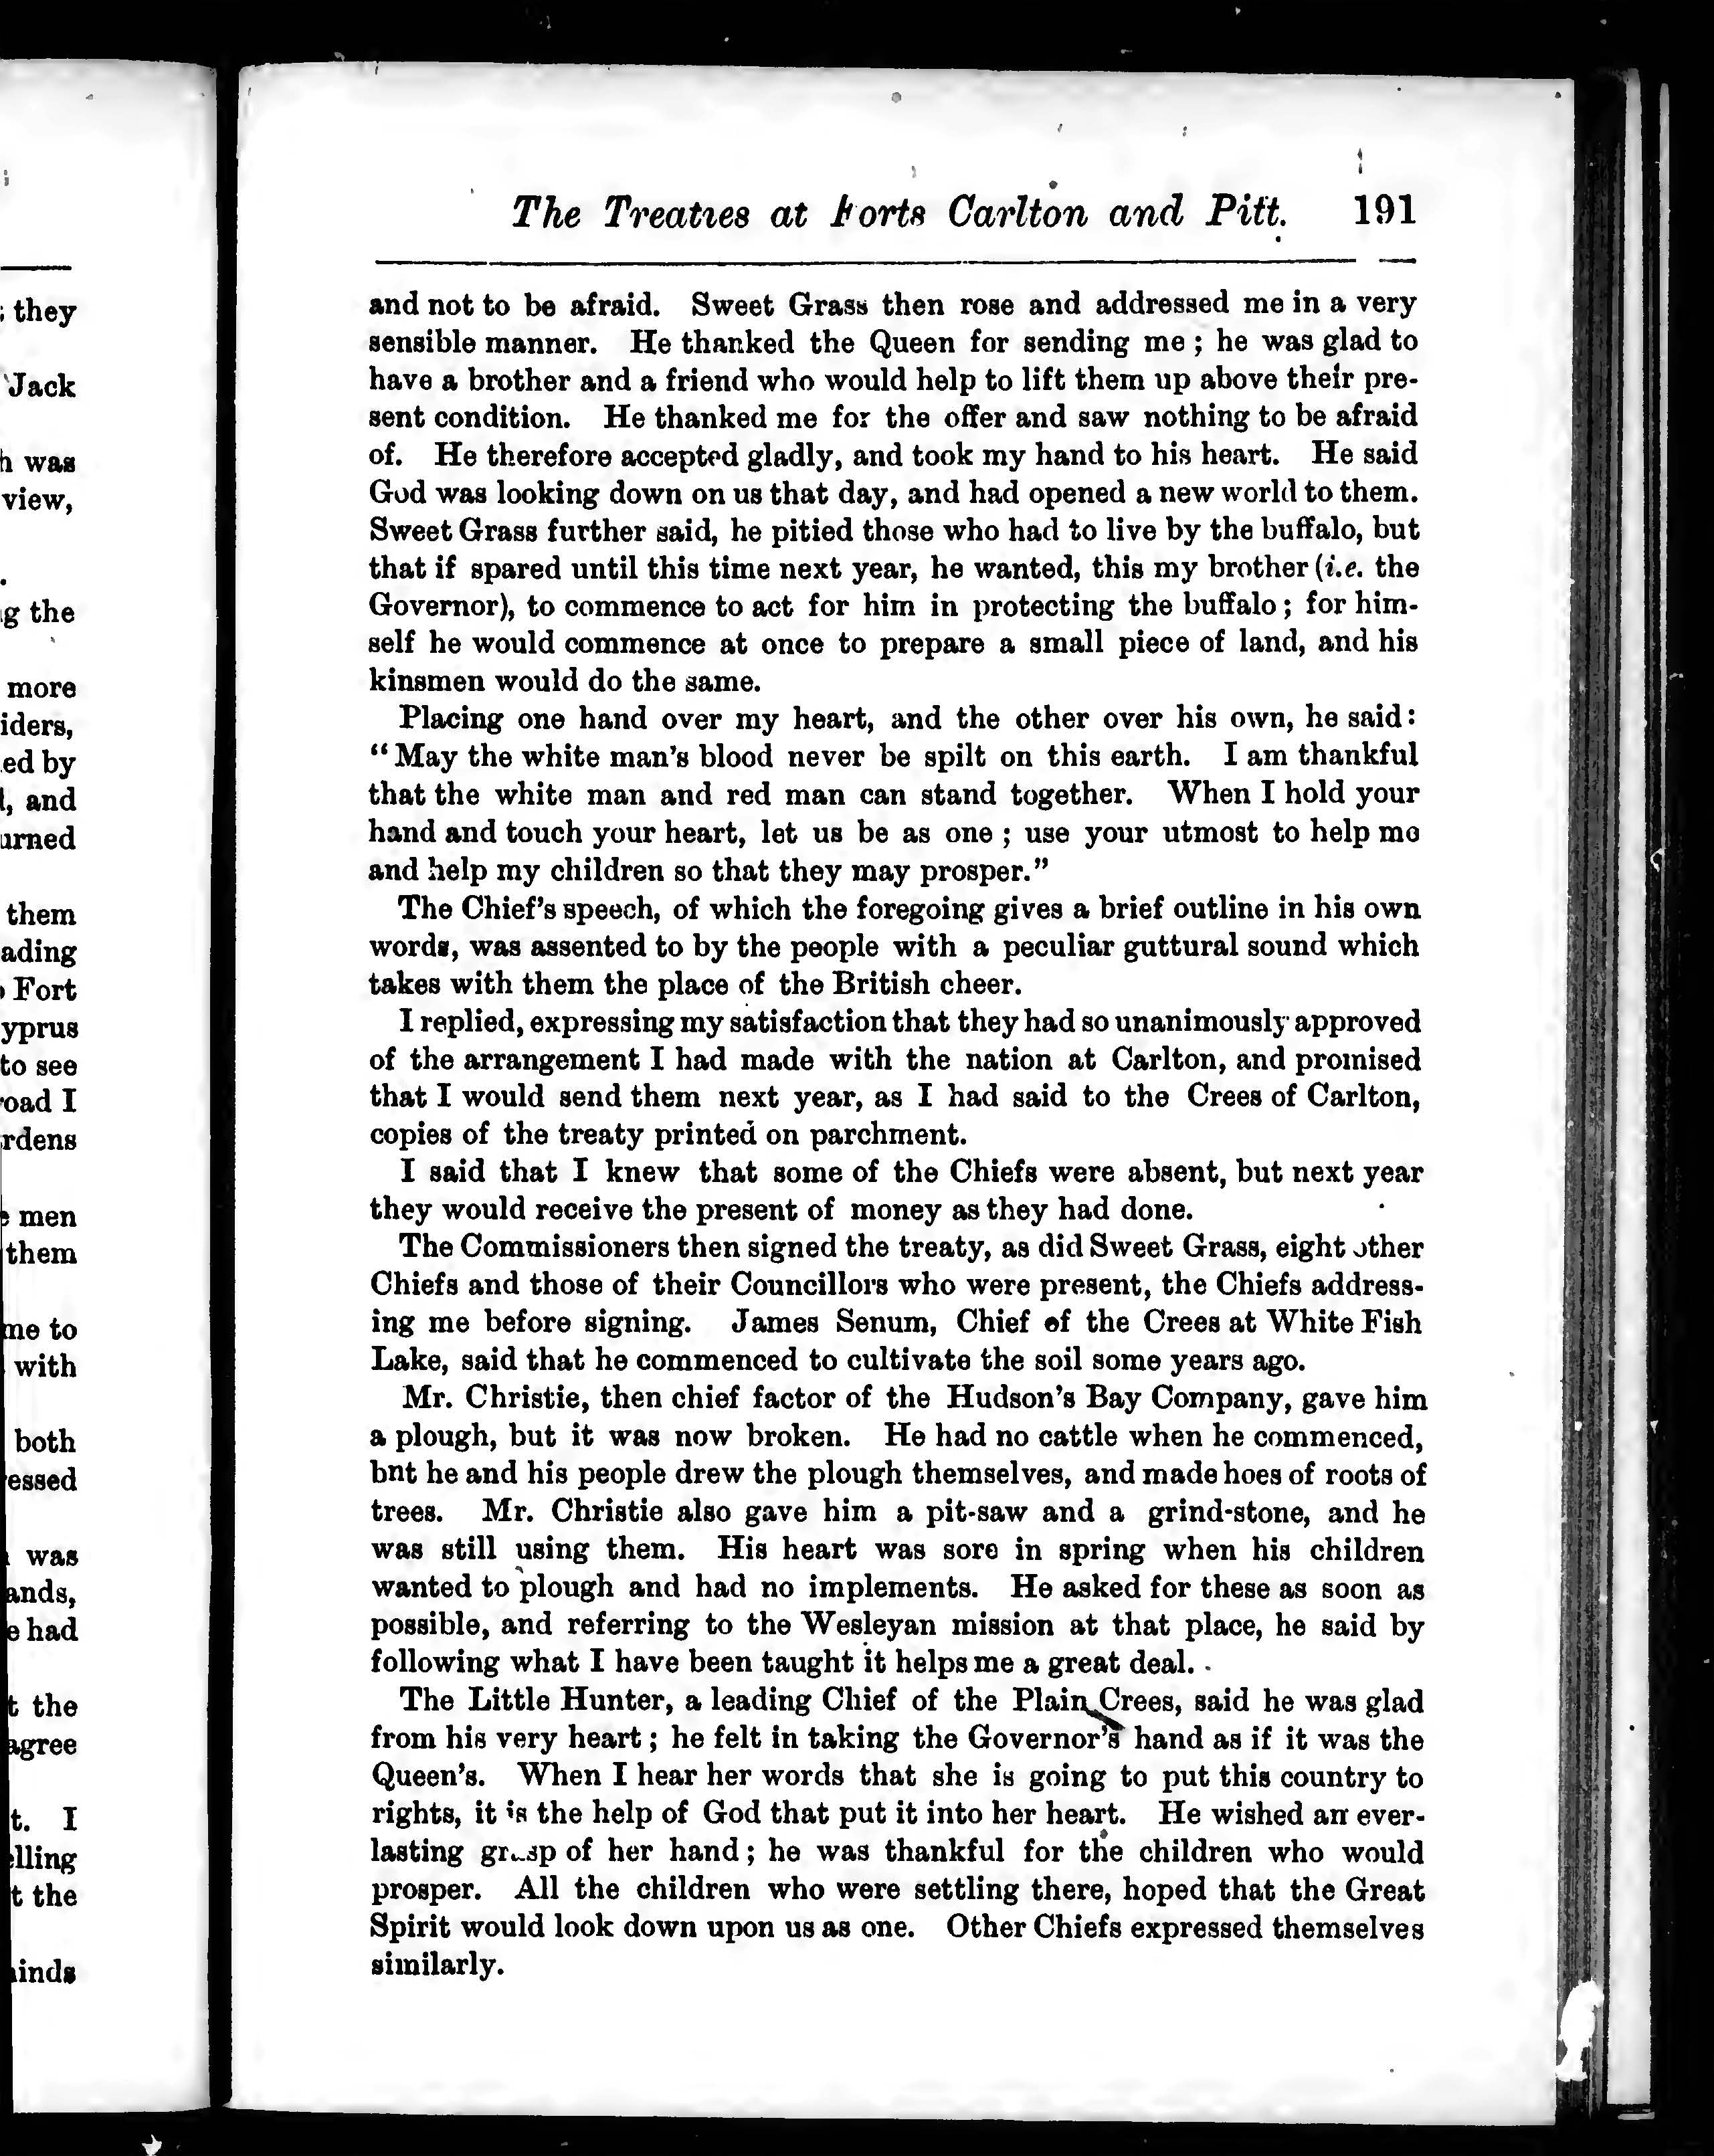 ; they
Jack
h was
view,
.
g the
more
iders,
ed by
, and
urned
them
ading
Fort
yprus
to see
road I
rdens
men
them
me to
with
both
essed
was
ands,
e had
t the
agree
t. I
lling
t the
inds
The Treaties at Forts Carlton and Pitt. 191
and not to be afraid. Sweet Grass then rose and addressed me in a very
sensible manner. He thanked the Queen for sending me ; he was glad to
have a brother and a friend who would help to lift them up above their pre-
sent condition. He thanked me for the offer and saw nothing to be afraid
of. He therefore accepted gladly, and took my hand to his heart. He said
God was looking down on us that day, and had opened a new world to them.
Sweet Grass further said, he pitied those who had to live by the buffalo, but
that if spared until this time next year, he wanted, this my brother (i.e. the
Governor), to commence to act for him in protecting the buffalo ; for him-
self he would commence at once to prepare a small piece of land, and his
kinsmen would do the same.
Placing one hand over my heart, and the other over his own, he said:
“May the white man's blood never be spilt on this earth. I am thankful
that the white man and red man can stand together. When I hold your
hand and touch your heart, let us be as one ; use your utmost to help me
and help my children so that they may prosper.”
The Chief's speech, of which the foregoing gives a brief outline in his own
words, was assented to by the people with a peculiar guttural sound which
takes with them the place of the British cheer.
I replied, expressing my satisfaction that they had so unanimously approved
of the arrangement I had made with the nation at Carlton, and promised
that I would send them next year, as I had said to the Crees of Carlton,
copies of the treaty printed on parchment.
I said that I knew that some of the Chiefs were absent, but next year
they would receive the present of money as they had done.
The Commissioners then signed the treaty, as did Sweet Grass, eight other
Chiefs and those of their Councillors who were present, the Chiefs address-
ing me before signing. James Senum, Chief of the Crees at White Fish
Lake, said that he commenced to cultivate the soil some years ago.
Mr. Christie, then chief factor of the Hudson's Bay Company, gave him
a plough, but it was now broken. He had no cattle when he commenced,
bnt he and his people drew the plough themselves, and made hoes of roots of
trees. Mr. Christie also gave him a pit-saw and a grind-stone, and he
was still using them. His heart was sore in spring when his children
wanted to plough and had no implements. He asked for these as soon as
possible, and referring to the Wesleyan mission at that place, he said by
following what I have been taught it helps me a great deal.
The Little Hunter, a leading Chief of the Plain Crees, said he was glad
from his very heart ; he felt in taking the Governor's hand as if it was the
Queen's. When I hear her words that she is going to put this country to
rights, it is the help of God that put it into her heart. He wished an ever-
lasting grasp of her hand ; he was thankful for the children who would
prosper. All the children who were settling there, hoped that the Great
Spirit would look down upon us as one. Other Chiefs expressed themselves
similarly.